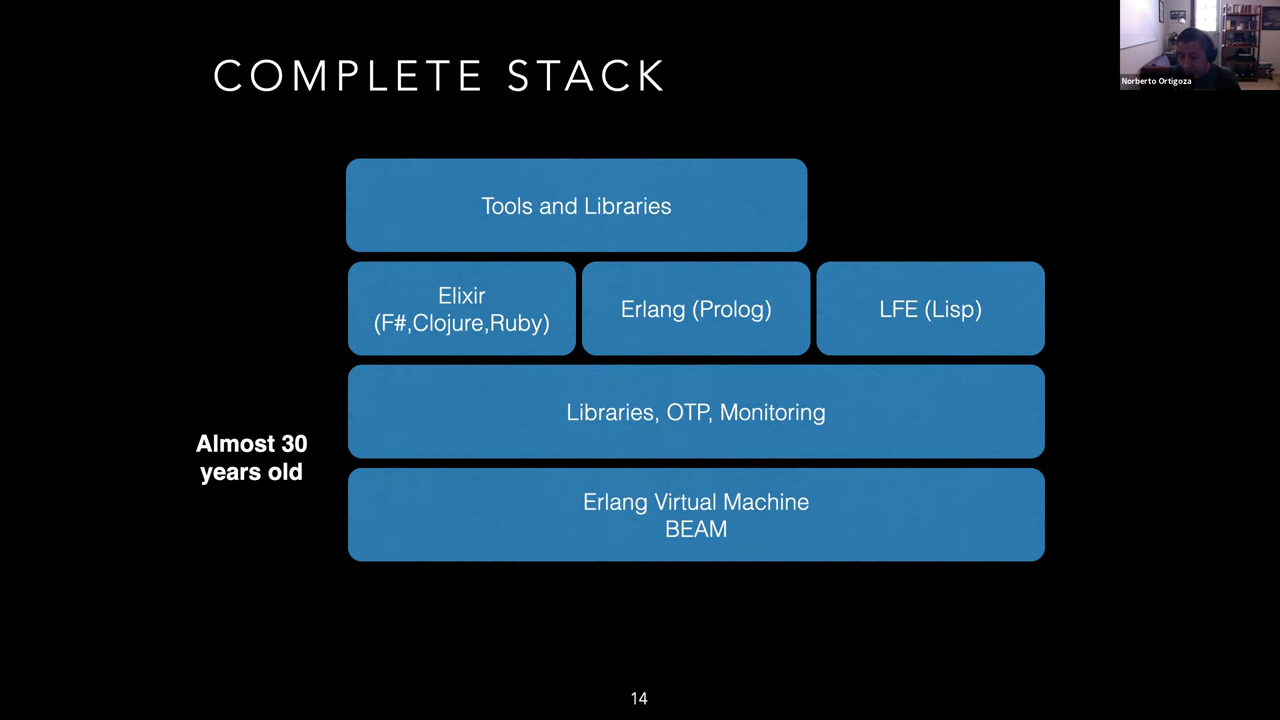 COMPLETE STACK
Norberto Ortigoza
Tools and Libraries
Elixir
(F#,Clojure,Ruby)
Erlang (Prolog)
LFE (Lisp)
Libraries, OTP, Monitoring
Almost 30
years old
Erlang Virtual Machine
BEAM
14